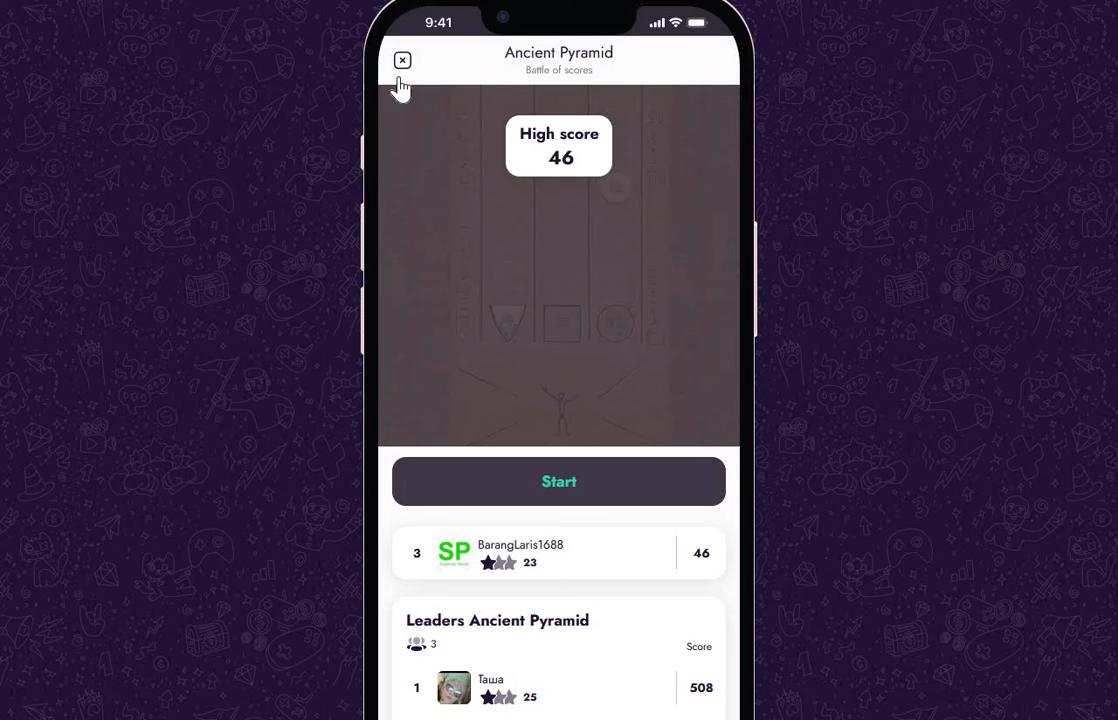 9:41
Ancient Pyramid
Battle of scores
High score
46
Start
3
SP
BarangLaris1688
23
46
Leaders Ancient Pyramid
3
Score
1
Таша
25
508